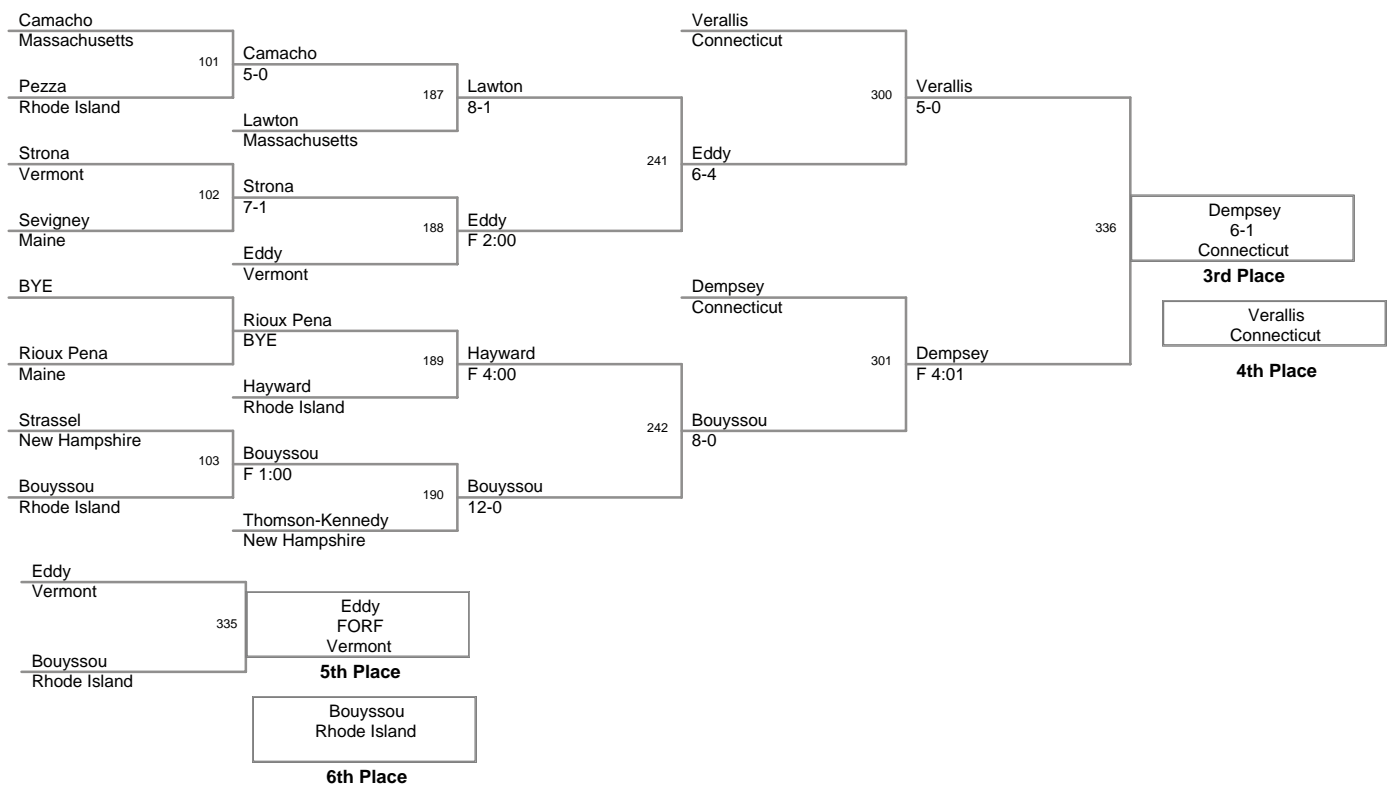 Camacho
Massachusetts
101
Pezza
Rhode Island
Strona
Vermont
102
Sevigney
Maine
BYE
Rioux Pena
Maine
Strassel
New Hampshire
103
Bouyssou
Rhode Island
Camacho
5-0
187
Lawton
Massachusetts
Strona
7-1
188
Eddy
Vermont
Rioux Pena
BYE
189
Hayward
Rhode Island
Bouyssou
F 1:00
190
Thomson-Kennedy
New Hampshire
Lawton
8-1
241
Eddy
F 2:00
Hayward
F 4:00
242
Bouyssou
12-0
Verallis
Connecticut
300
Eddy
6-4
Dempsey
Connecticut
301
Bouyssou
8-0
Verallis
5-0
336
Dempsey
F 4:01
Dempsey
6-1
Connecticut
3rd Place
Verallis
Connecticut
4th Place
Eddy
Vermont
335
Bouyssou
Rhode Island
Eddy
FORF
Vermont
5th Place
Bouyssou
Rhode Island
6th Place